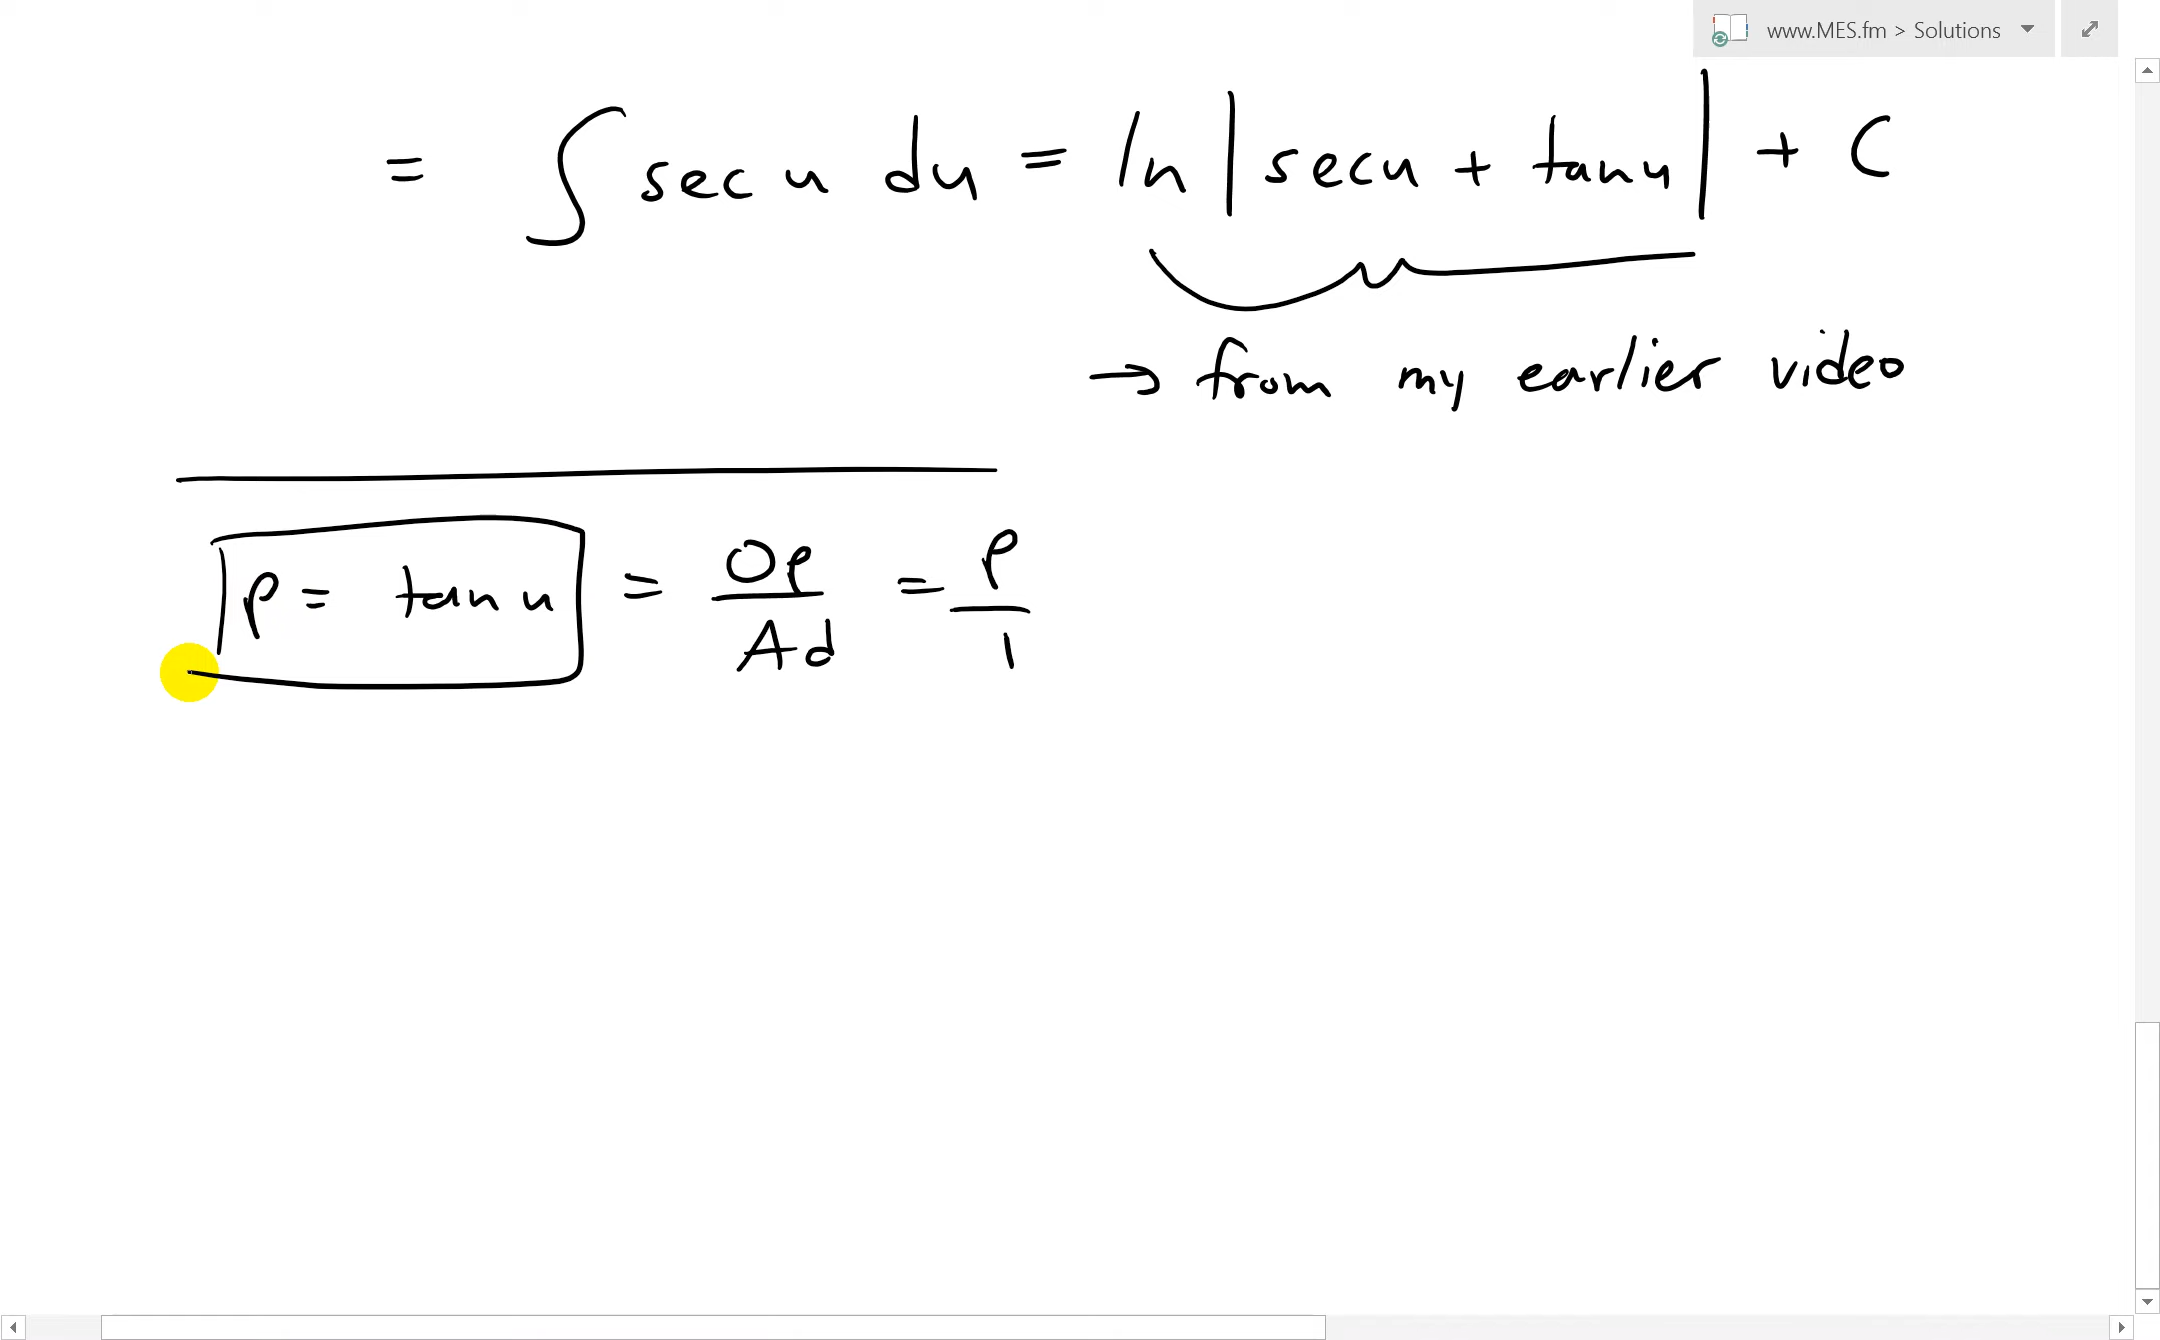 www.MES.fm > Solutions
= ∫ sec u du = ln |sec u + tan u| + C
→ from my earlier video
P = tan u = Op/Ad = P/1